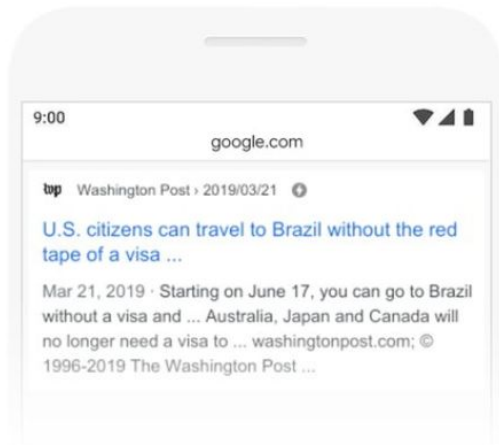 9:00
google.com
wp Washington Post › 2019/03/21
U.S. citizens can travel to Brazil without the red
tape of a visa ...
Mar 21, 2019 · Starting on June 17, you can go to Brazil
without a visa and ... Australia, Japan and Canada will
no longer need a visa to ... washingtonpost.com; ©
1996-2019 The Washington Post ...